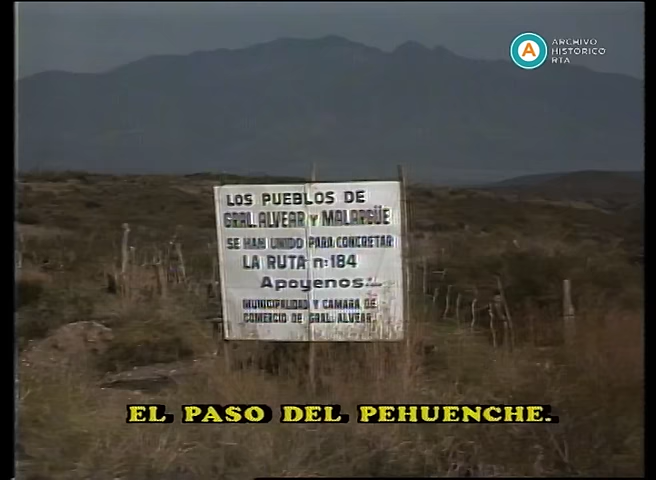 A ARCHIVO
HISTORICO
RTA
LOS PUEBLOS DE
GRAL. ALVEAR Y MALARGÜE
SE HAN UNIDO PARA CONCRETAR
LA RUTA n: 184
Apoyenos...
MUNICIPALIDAD Y CAMARA DE
COMERCIO DE GRAL. ALVEAR
EL PASO DEL PEHUENCHE.